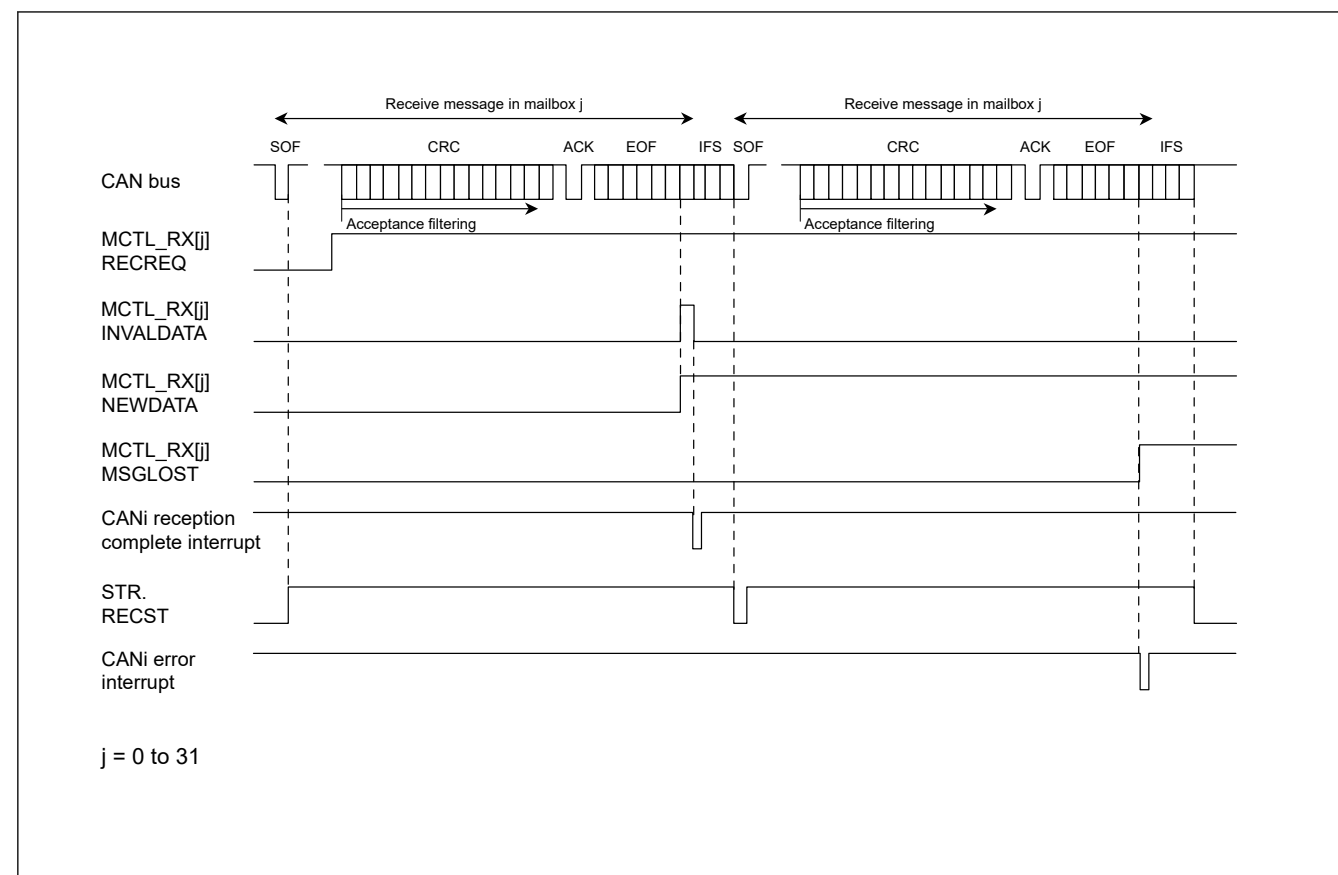 Receive message in mailbox j Receive message in mailbox j
SOF CRC ACK EOF IFS SOF CRC ACK EOF IFS
CAN bus
Acceptance filtering Acceptance filtering
MCTL_RX[j]
RECREQ
MCTL_RX[j]
INVALDATA
MCTL_RX[j]
NEWDATA
MCTL_RX[j]
MSGLOST
CANi reception
complete interrupt
STR.
RECST
CANi error
interrupt
j = 0 to 31